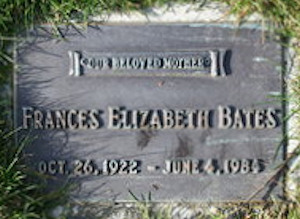 OUR BELOVED MOTHER
FRANCES ELIZABETH BATES
OCT. 26, 1922 – JUNE 4, 1984